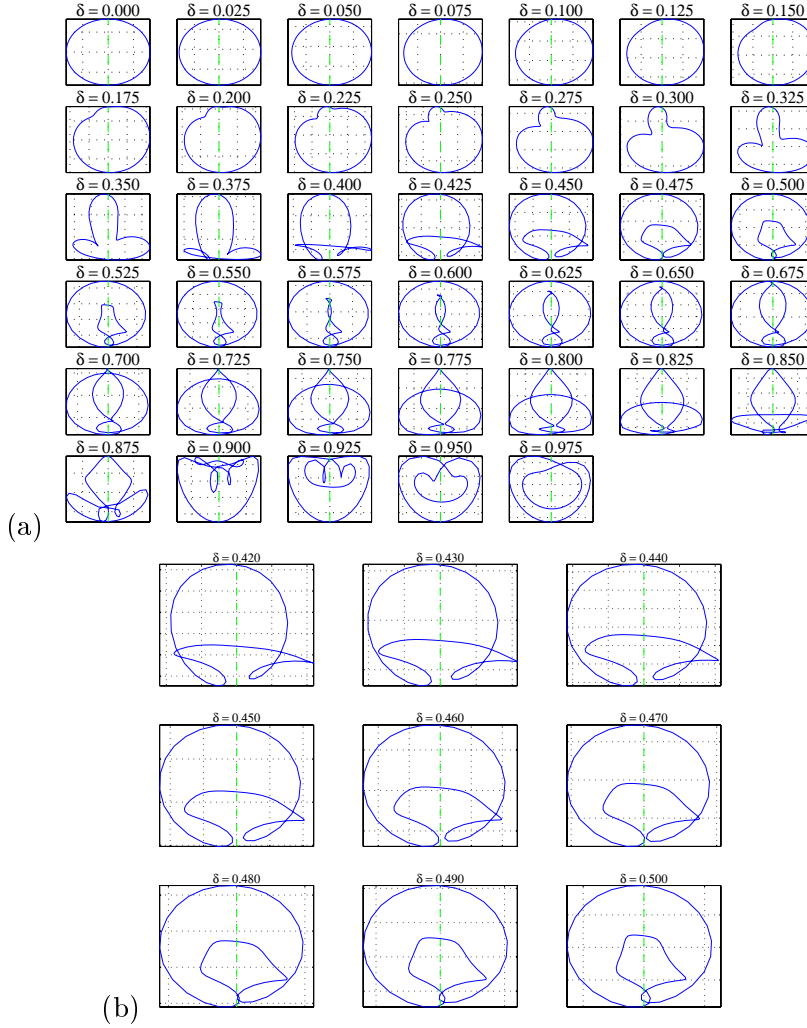 δ = 0.000 δ = 0.025 δ = 0.050 δ = 0.075 δ = 0.100 δ = 0.125 δ = 0.150
δ = 0.175 δ = 0.200 δ = 0.225 δ = 0.250 δ = 0.275 δ = 0.300 δ = 0.325
δ = 0.350 δ = 0.375 δ = 0.400 δ = 0.425 δ = 0.450 δ = 0.475 δ = 0.500
δ = 0.525 δ = 0.550 δ = 0.575 δ = 0.600 δ = 0.625 δ = 0.650 δ = 0.675
δ = 0.700 δ = 0.725 δ = 0.750 δ = 0.775 δ = 0.800 δ = 0.825 δ = 0.850
δ = 0.875 δ = 0.900 δ = 0.925 δ = 0.950 δ = 0.975
(a)
δ = 0.420 δ = 0.430 δ = 0.440
δ = 0.450 δ = 0.460 δ = 0.470
δ = 0.480 δ = 0.490 δ = 0.500
(b)